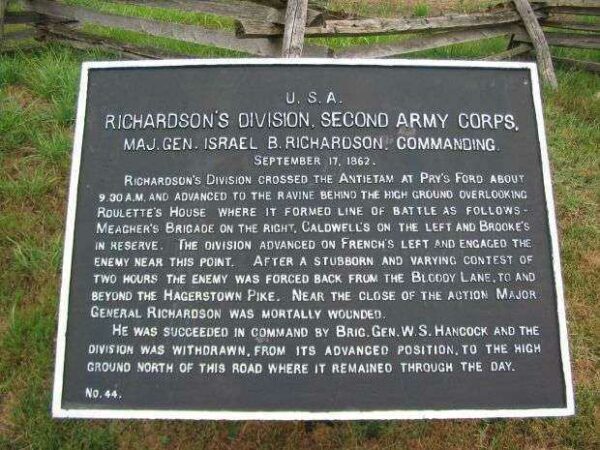 U.S.A.
RICHARDSON'S DIVISION, SECOND ARMY CORPS,
MAJ. GEN. ISRAEL B. RICHARDSON, COMMANDING.
SEPTEMBER 17, 1862.
RICHARDSON'S DIVISION CROSSED THE ANTIETAM AT PRY'S FORD ABOUT
9.30 A.M. AND ADVANCED TO THE RAVINE BEHIND THE HIGH GROUND OVERLOOKING
ROULETTE'S HOUSE WHERE IT FORMED LINE OF BATTLE AS FOLLOWS-
MEAGHER'S BRIGADE ON THE RIGHT, CALDWELL'S ON THE LEFT AND BROOKE'S
IN RESERVE. THE DIVISION ADVANCED ON FRENCH'S LEFT AND ENGAGED THE
ENEMY NEAR THIS POINT. AFTER A STUBBORN AND VARYING CONTEST OF
TWO HOURS THE ENEMY WAS FORCED BACK FROM THE BLOODY LANE, TO AND
BEYOND THE HAGERSTOWN PIKE. NEAR THE CLOSE OF THE ACTION MAJOR
GENERAL RICHARDSON WAS MORTALLY WOUNDED.
HE WAS SUCCEEDED IN COMMAND BY BRIG. GEN. W. S. HANCOCK AND THE
DIVISION WAS WITHDRAWN, FROM ITS ADVANCED POSITION, TO THE HIGH
GROUND NORTH OF THIS ROAD WHERE IT REMAINED THROUGH THE DAY.
NO. 44.